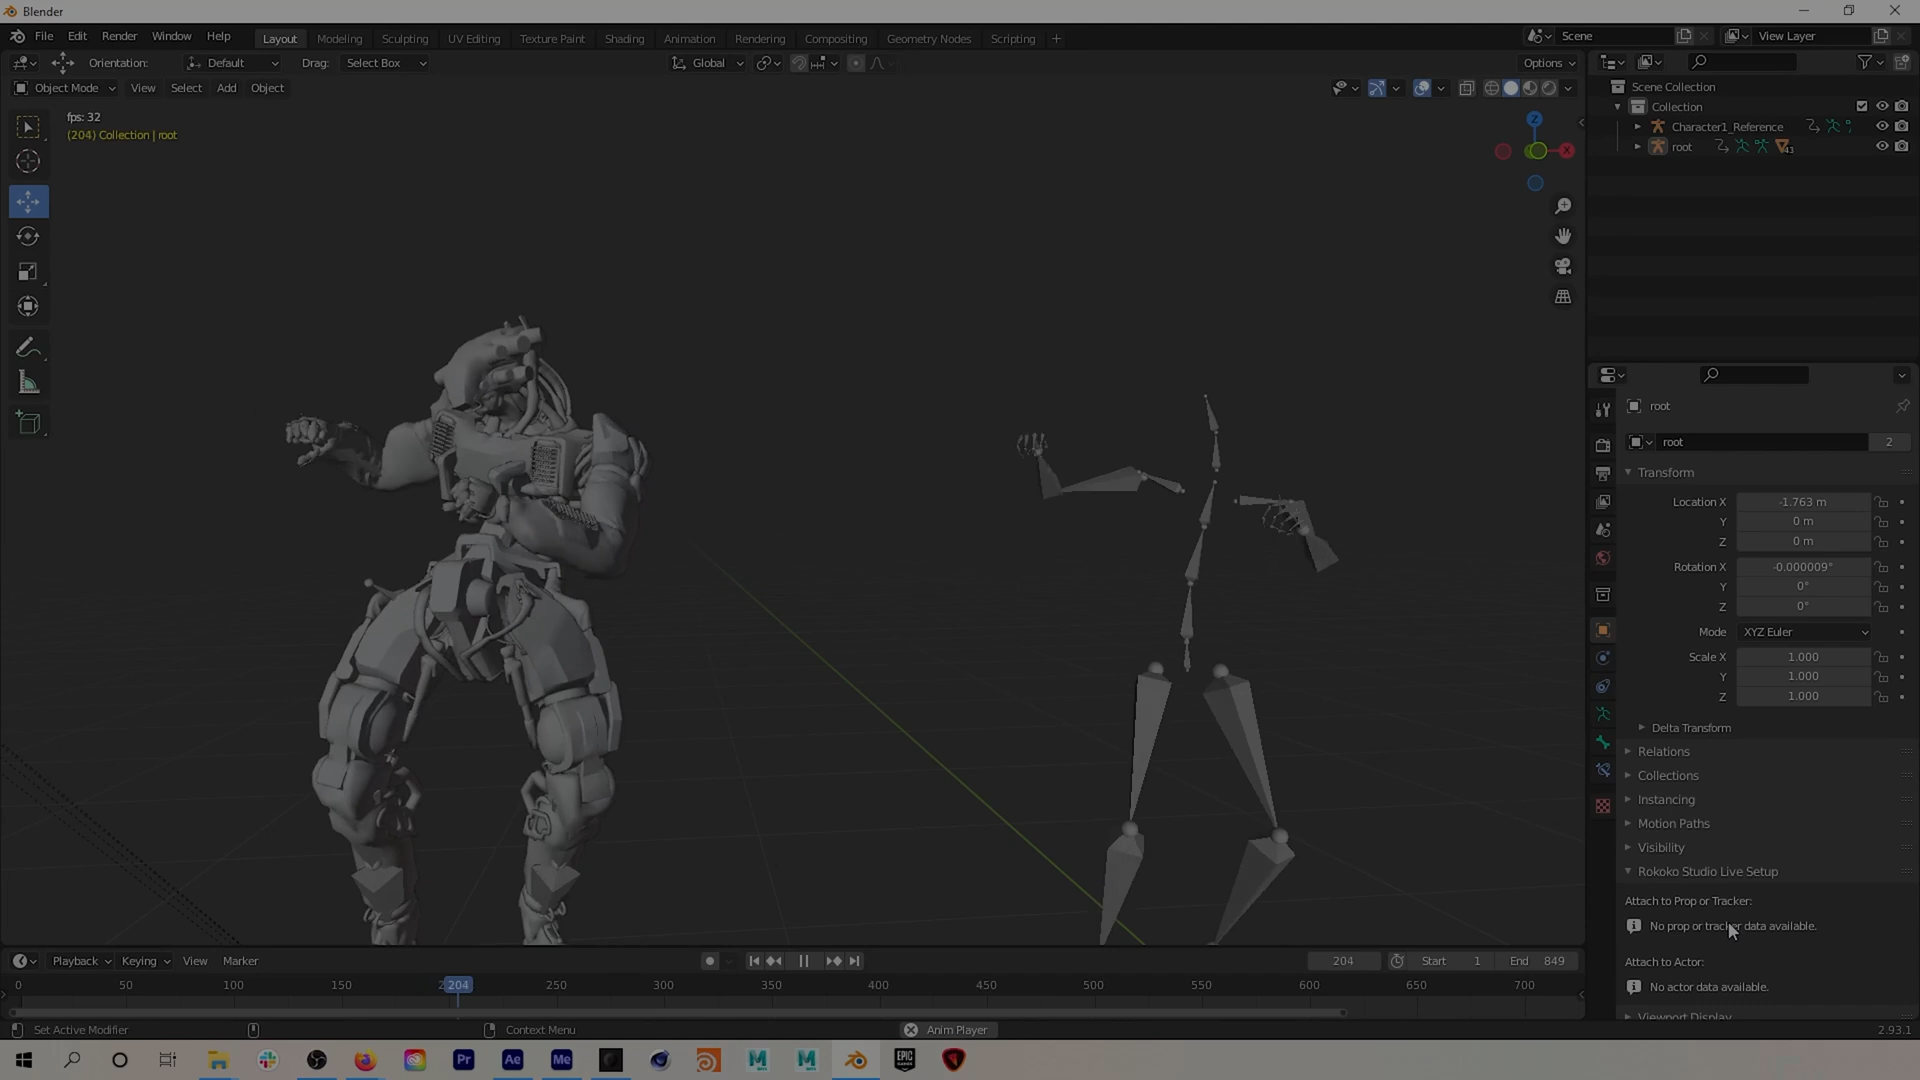 Blender
File Edit Render Window Help Layout Modeling Sculpting UV Editing Texture Paint Shading Animation Rendering Compositing Geometry Nodes Scripting + Scene View Layer
Orientation: Default Drag: Select Box Global Options
Object Mode View Select Add Object
fps: 32
(204) Collection | root
Z
X
Scene Collection
Collection
Character1_Reference
root 43
root
root 2
Transform
Location X -1.763 m
Y 0 m
Z 0 m
Rotation X -0.000009°
Y 0°
Z 0°
Mode XYZ Euler
Scale X 1.000
Y 1.000
Z 1.000
Delta Transform
Relations
Collections
Instancing
Motion Paths
Visibility
Rokoko Studio Live Setup
Attach to Prop or Tracker:
No prop or tracker data available.
Attach to Actor:
No actor data available.
Viewport Display
Playback Keying View Marker 204 Start 1 End 849
0 50 100 150 204 250 300 350 400 450 500 550 600 650 700
Set Active Modifier Context Menu Anim Player 2.93.1
Pr Ae Me M M EPIC GAMES